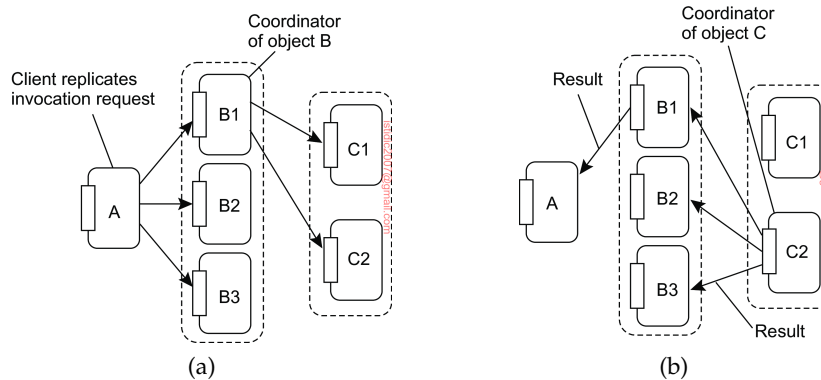 Coordinator
of object B
Client replicates
invocation request
A
B1
B2
B3
C1
C2
(a)
Coordinator
of object C
Result
A
B1
B2
B3
C1
C2
Result
(b)